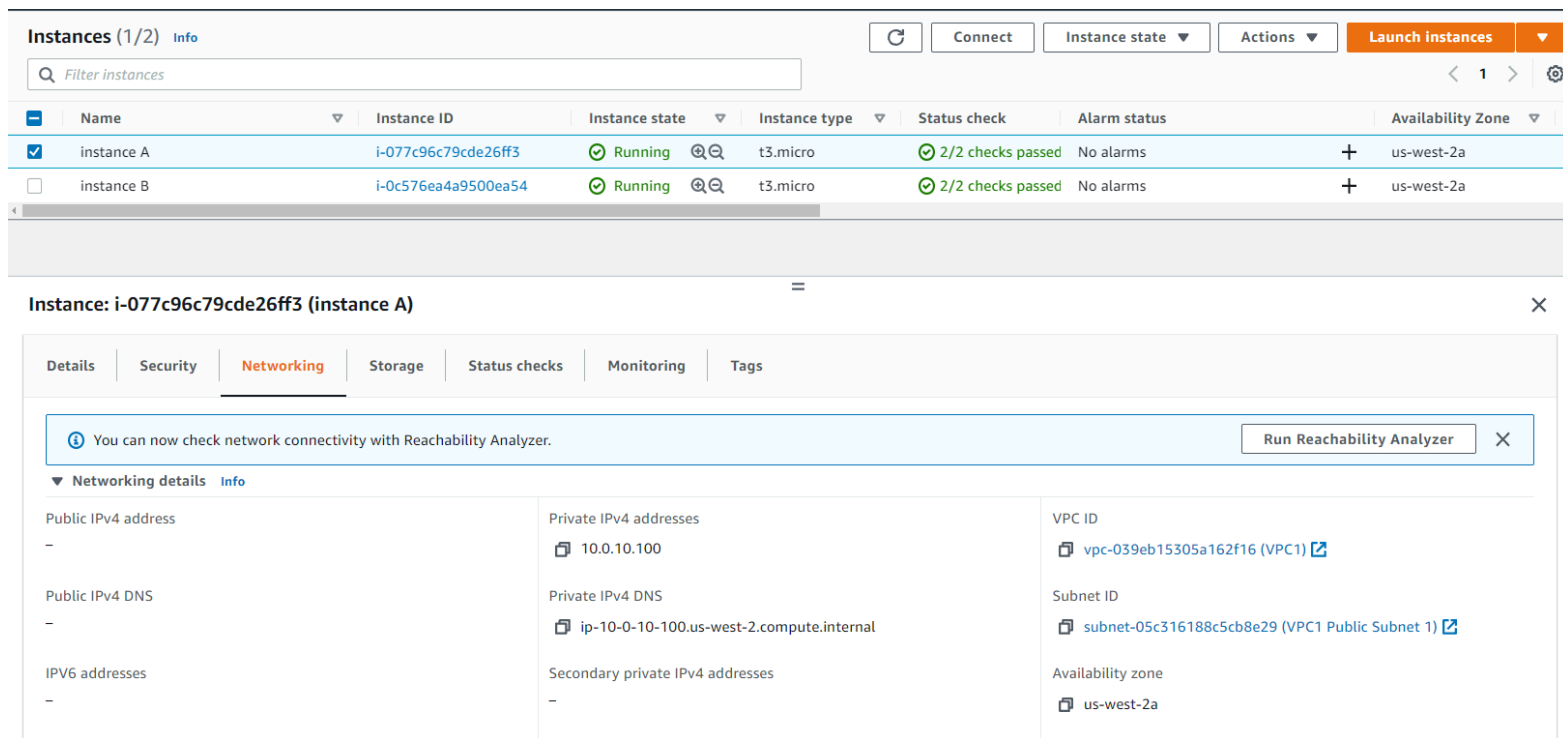 Instances (1/2) Info
Connect Instance state Actions Launch instances
Filter instances
1
Name Instance ID Instance state Instance type Status check Alarm status Availability Zone
instance A i-077c96c79cde26ff3 Running t3.micro 2/2 checks passed No alarms + us-west-2a
instance B i-0c576ea4a9500ea54 Running t3.micro 2/2 checks passed No alarms + us-west-2a
Instance: i-077c96c79cde26ff3 (instance A)
Details Security Networking Storage Status checks Monitoring Tags
You can now check network connectivity with Reachability Analyzer. Run Reachability Analyzer
Networking details Info
Public IPv4 address Private IPv4 addresses VPC ID
– 10.0.10.100 vpc-039eb15305a162f16 (VPC1)
Public IPv4 DNS Private IPv4 DNS Subnet ID
– ip-10-0-10-100.us-west-2.compute.internal subnet-05c316188c5cb8e29 (VPC1 Public Subnet 1)
IPV6 addresses Secondary private IPv4 addresses Availability zone
– – us-west-2a